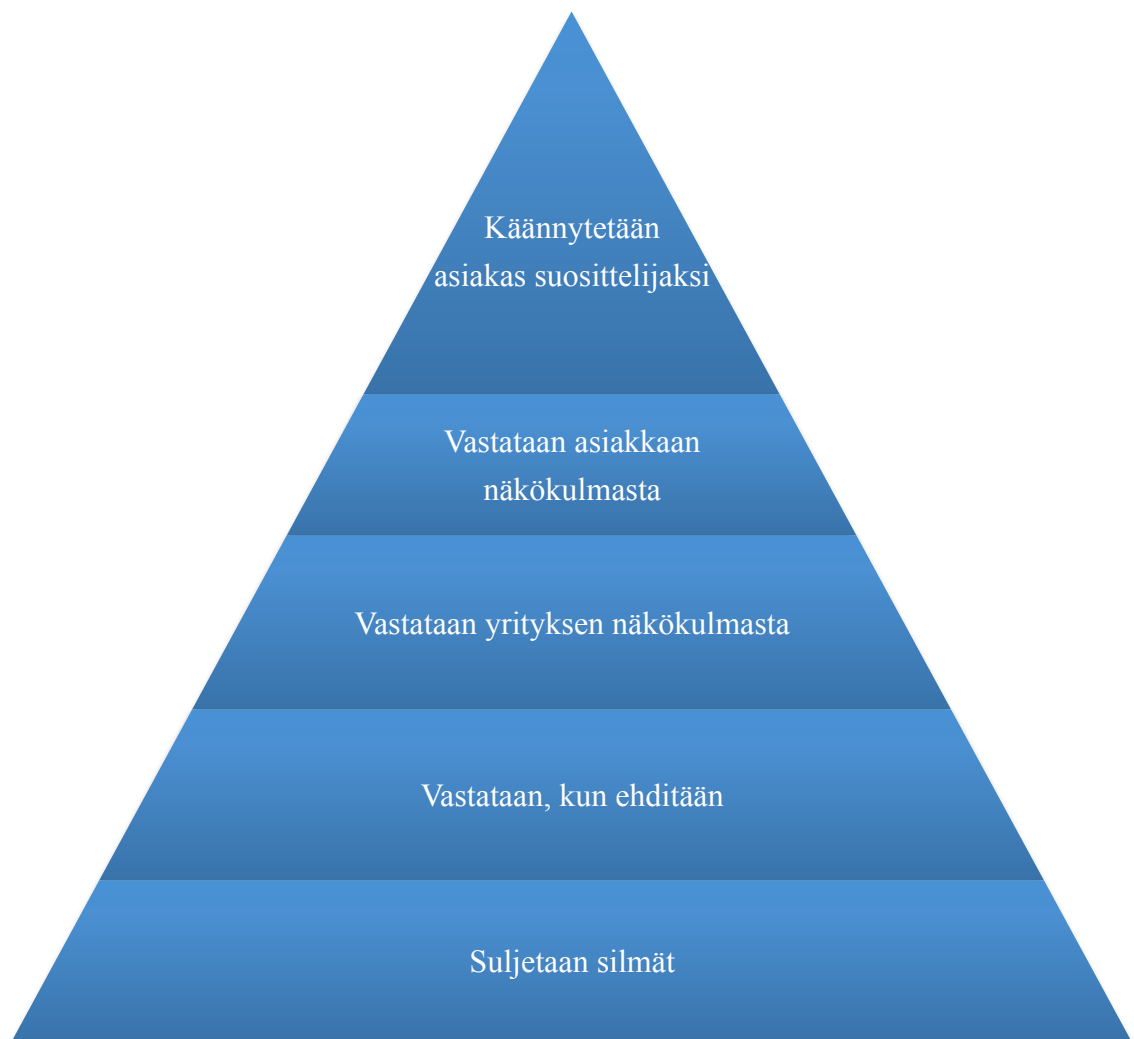 Käännytetään
asiakas suosittelijaksi
Vastataan asiakkaan
näkökulmasta
Vastataan yrityksen näkökulmasta
Vastataan, kun ehditään
Suljetaan silmät